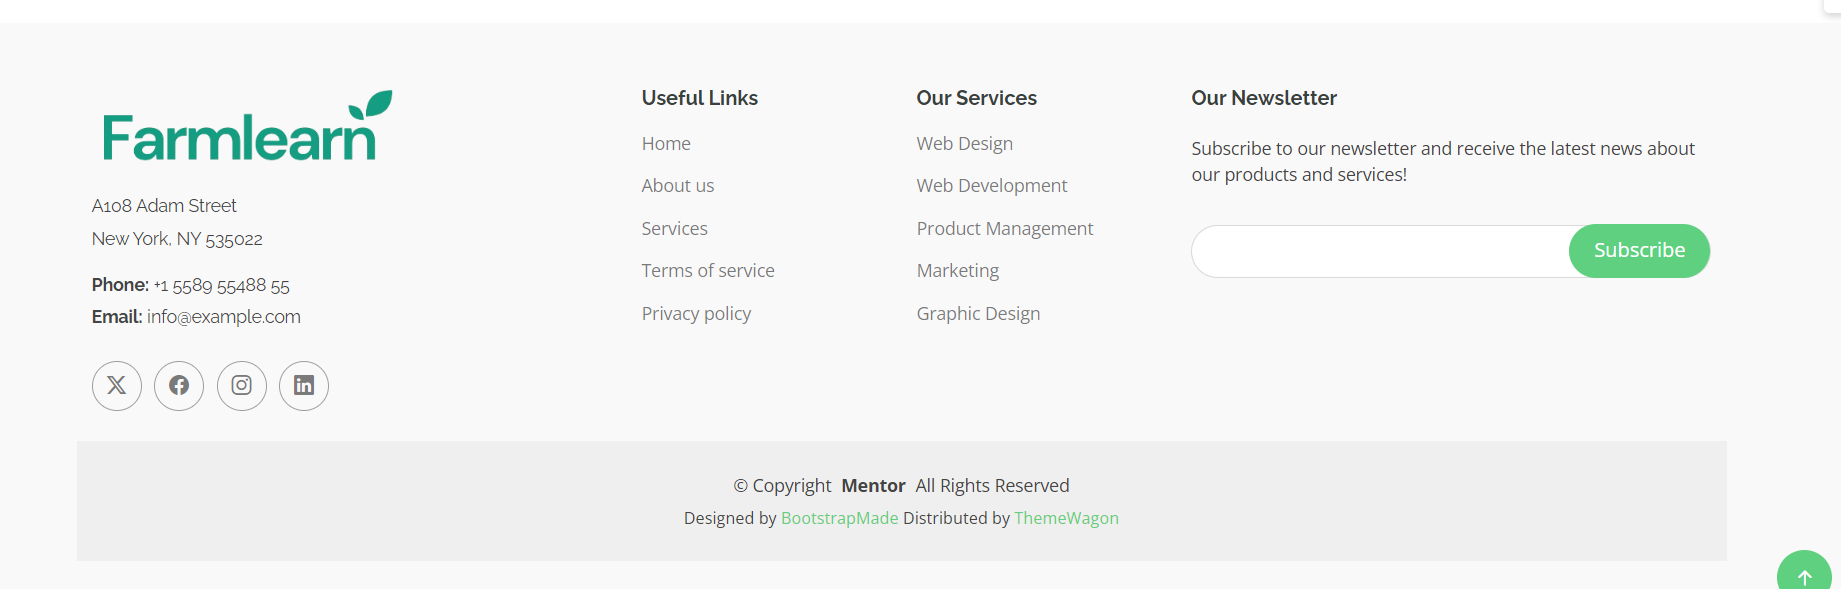 Farmlearn
A108 Adam Street
New York, NY 535022
Phone: +1 5589 55488 55
Email: info@example.com
Useful Links
Home
About us
Services
Terms of service
Privacy policy
Our Services
Web Design
Web Development
Product Management
Marketing
Graphic Design
Our Newsletter
Subscribe to our newsletter and receive the latest news about
our products and services!
Subscribe
© Copyright Mentor All Rights Reserved
Designed by BootstrapMade Distributed by ThemeWagon